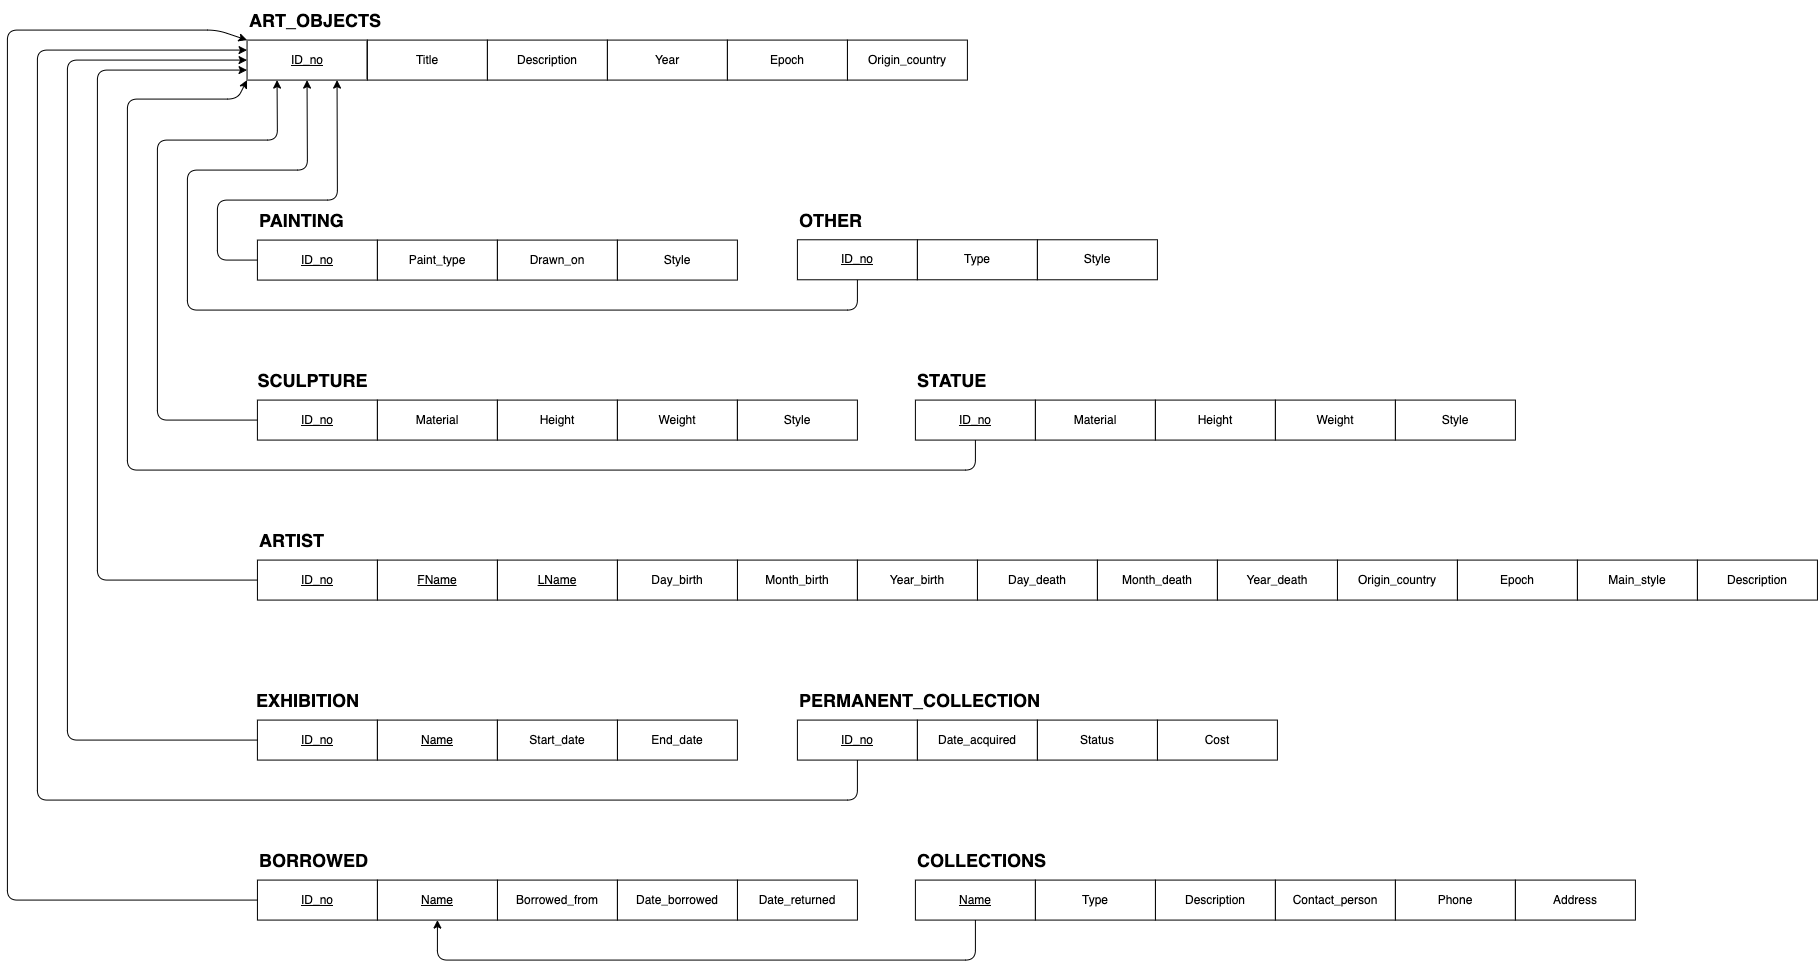 ART_OBJECTS
ID_no Title Description Year Epoch Origin_country
PAINTING OTHER
ID_no Paint_type Drawn_on Style ID_no Type Style
SCULPTURE STATUE
ID_no Material Height Weight Style ID_no Material Height Weight Style
ARTIST
ID_no FName LName Day_birth Month_birth Year_birth Day_death Month_death Year_death Origin_country Epoch Main_style Description
EXHIBITION PERMANENT_COLLECTION
ID_no Name Start_date End_date ID_no Date_acquired Status Cost
BORROWED COLLECTIONS
ID_no Name Borrowed_from Date_borrowed Date_returned Name Type Description Contact_person Phone Address